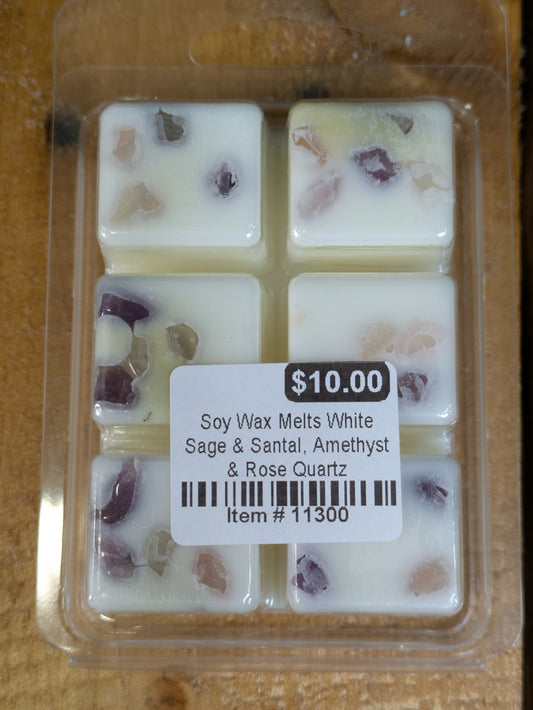 $10.00
Soy Wax Melts White
Sage & Santal, Amethyst
& Rose Quartz
Item # 11300